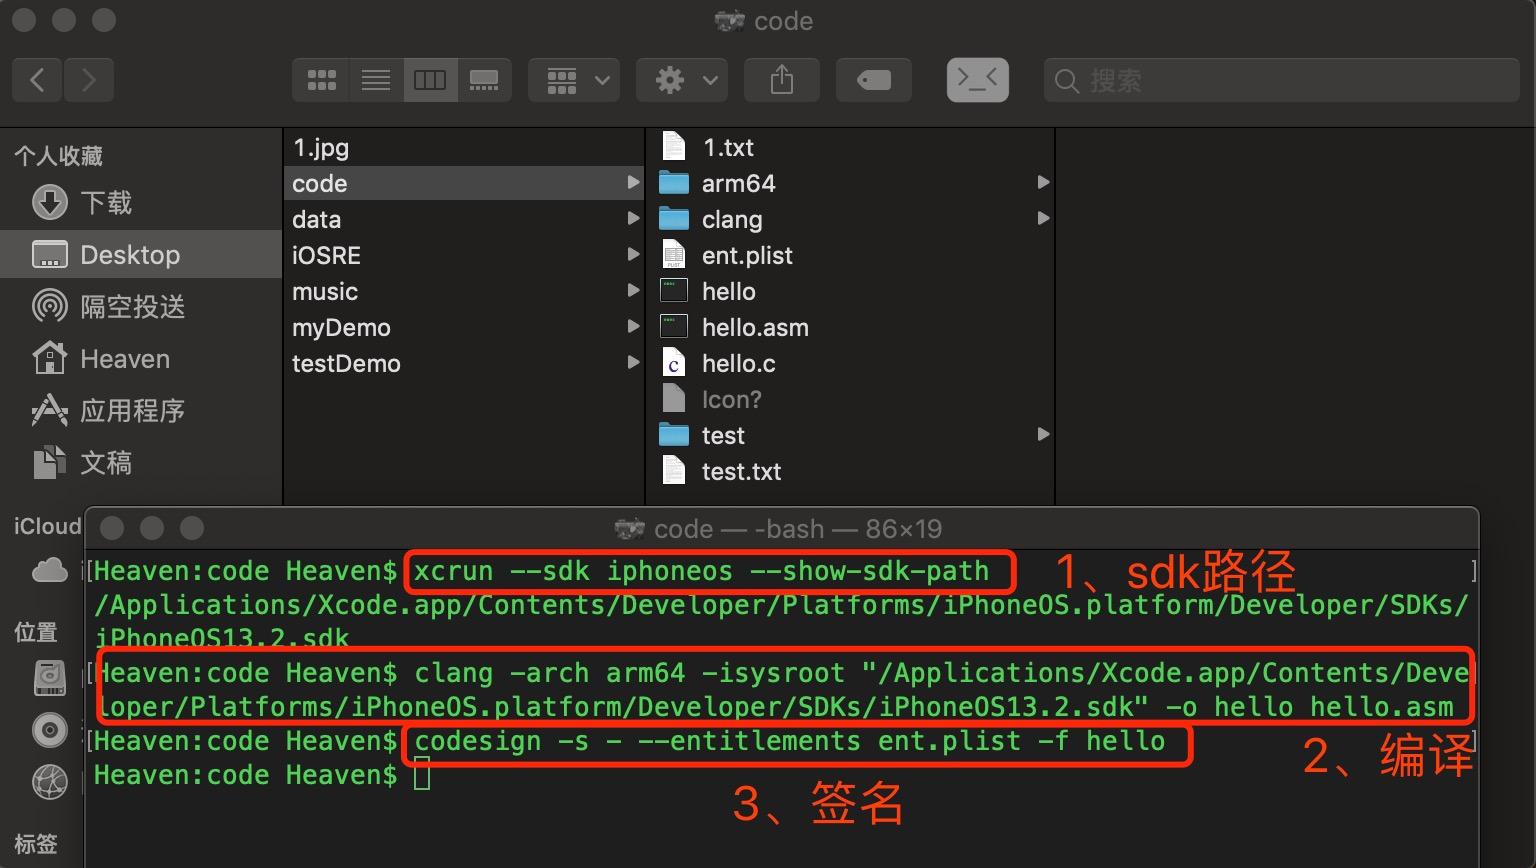 code
搜索
个人收藏
下载
Desktop
隔空投送
Heaven
应用程序
文稿
iCloud
位置
标签
1.jpg
code
data
iOSRE
music
myDemo
testDemo
1.txt
arm64
clang
ent.plist
hello
hello.asm
hello.c
Icon?
test
test.txt
code — -bash — 86×19
[Heaven:code Heaven$ xcrun --sdk iphoneos --show-sdk-path ]
1、sdk路径
/Applications/Xcode.app/Contents/Developer/Platforms/iPhoneOS.platform/Developer/SDKs/
iPhoneOS13.2.sdk
[Heaven:code Heaven$ clang -arch arm64 -isysroot "/Applications/Xcode.app/Contents/Deve
loper/Platforms/iPhoneOS.platform/Developer/SDKs/iPhoneOS13.2.sdk" -o hello hello.asm
[Heaven:code Heaven$ codesign -s - --entitlements ent.plist -f hello ]
2、编译
Heaven:code Heaven$
3、签名